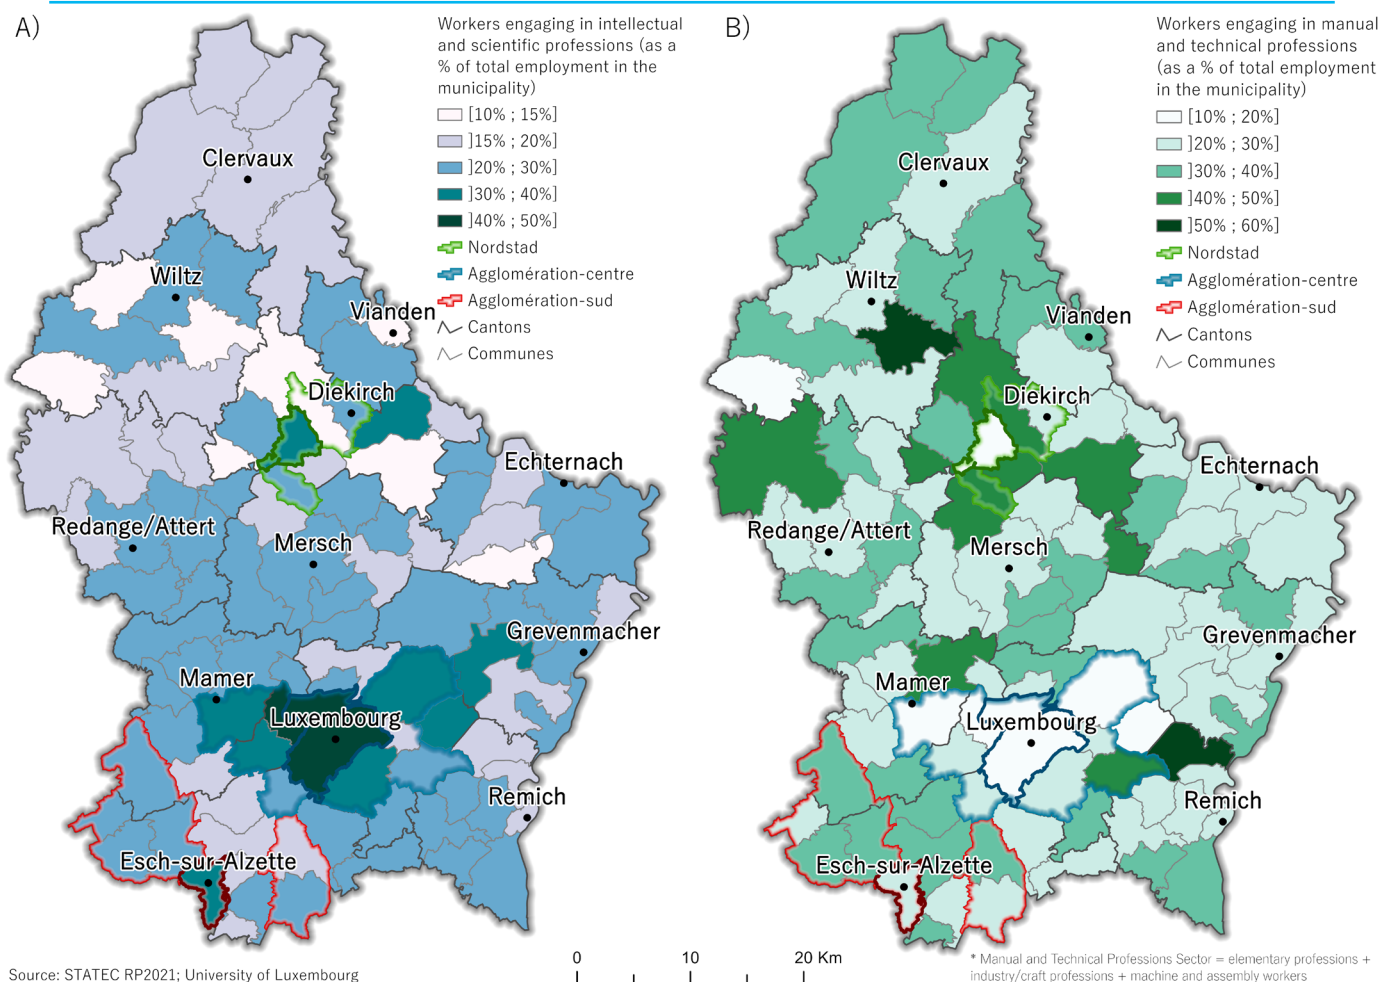 A)
Workers engaging in intellectual
and scientific professions (as a
% of total employment in the
municipality)
[10% ; 15%]
]15% ; 20%]
]20% ; 30%]
]30% ; 40%]
]40% ; 50%]
Nordstad
Agglomération-centre
Agglomération-sud
Cantons
Communes
Clervaux
Wiltz
Vianden
Diekirch
Echternach
Redange/Attert
Mersch
Grevenmacher
Mamer
Luxembourg
Remich
Esch-sur-Alzette
B)
Workers engaging in manual
and technical professions
(as a % of total employment
in the municipality)
[10% ; 20%]
]20% ; 30%]
]30% ; 40%]
]40% ; 50%]
]50% ; 60%]
Nordstad
Agglomération-centre
Agglomération-sud
Cantons
Communes
Clervaux
Wiltz
Vianden
Diekirch
Echternach
Redange/Attert
Mersch
Grevenmacher
Mamer
Luxembourg
Remich
Esch-sur-Alzette
Source: STATEC RP2021; University of Luxembourg
0 10 20 Km
* Manual and Technical Professions Sector = elementary professions +
industry/craft professions + machine and assembly workers